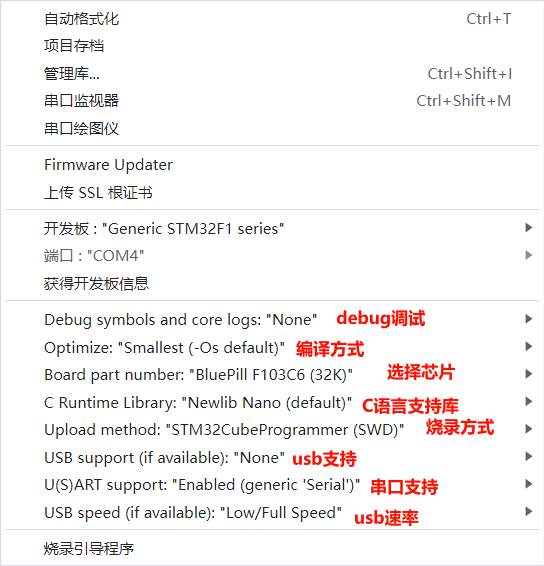 自动格式化 Ctrl+T
项目存档
管理库... Ctrl+Shift+I
串口监视器 Ctrl+Shift+M
串口绘图仪
Firmware Updater
上传 SSL 根证书
开发板 : "Generic STM32F1 series"
端口 : "COM4"
获得开发板信息
Debug symbols and core logs: "None" debug调试
Optimize: "Smallest (-Os default)" 编译方式
Board part number: "BluePill F103C6 (32K)" 选择芯片
C Runtime Library: "Newlib Nano (default)" C语言支持库
Upload method: "STM32CubeProgrammer (SWD)" 烧录方式
USB support (if available): "None" usb支持
U(S)ART support: "Enabled (generic 'Serial')" 串口支持
USB speed (if available): "Low/Full Speed" usb速率
烧录引导程序